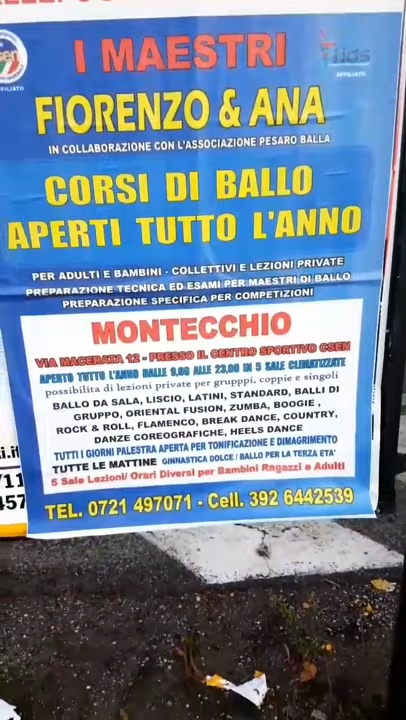 I MAESTRI
FIORENZO & ANA
IN COLLABORAZIONE CON L'ASSOCIAZIONE PESARO BALLA
CORSI DI BALLO
APERTI TUTTO L'ANNO
PER ADULTI E BAMBINI - COLLETTIVI E LEZIONI PRIVATE
PREPARAZIONE TECNICA ED ESAMI PER MAESTRI DI BALLO
PREPARAZIONE SPECIFICA PER COMPETIZIONI
MONTECCHIO
VIA MACERATA 12 - PRESSO IL CENTRO SPORTIVO CSEN
APERTO TUTTO L'ANNO DALLE 9,00 ALLE 23,00 IN 5 SALE CLIMATIZZATE
possibilita di lezioni private per grupppi, coppie e singoli
BALLO DA SALA, LISCIO, LATINI, STANDARD, BALLI DI
GRUPPO, ORIENTAL FUSION, ZUMBA, BOOGIE,
ROCK & ROLL, FLAMENCO, BREAK DANCE, COUNTRY,
DANZE COREOGRAFICHE, HEELS DANCE
TUTTI I GIORNI PALESTRA APERTA PER TONIFICAZIONE E DIMAGRIMENTO
TUTTE LE MATTINE GINNASTICA DOLCE / BALLO PER LA TERZA ETA'
5 Sale Lezioni/ Orari Diversi per Bambini Ragazzi e Adulti
TEL. 0721 497071 - Cell. 392 6442539